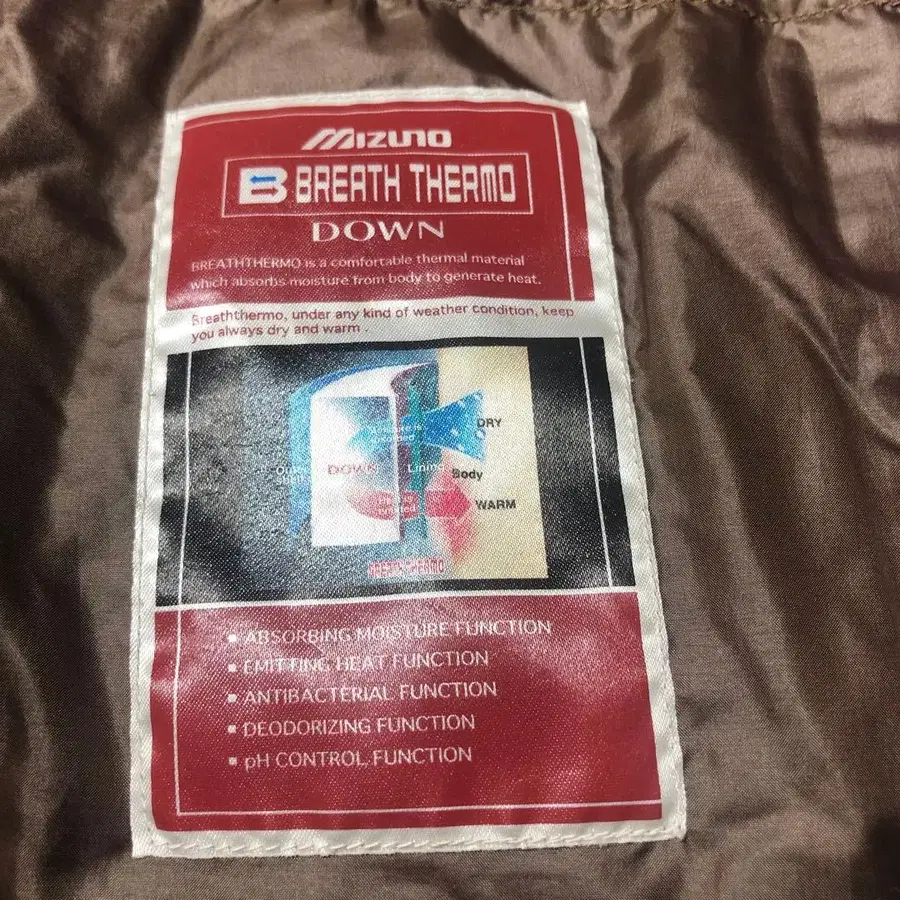 MIZUNO
B BREATH THERMO
DOWN
BREATHTHERMO is a comfortable thermal material
which absorbs moisture from body to generate heat.
Breaththermo, under any kind of weather condition, keep
you always dry and warm .
DRY
DOWN
Lining
Body
WARM
BREATH THERMO
▪ ABSORBING MOISTURE FUNCTION
▪ EMITTING HEAT FUNCTION
▪ ANTIBACTERIAL FUNCTION
▪ DEODORIZING FUNCTION
▪ pH CONTROL FUNCTION